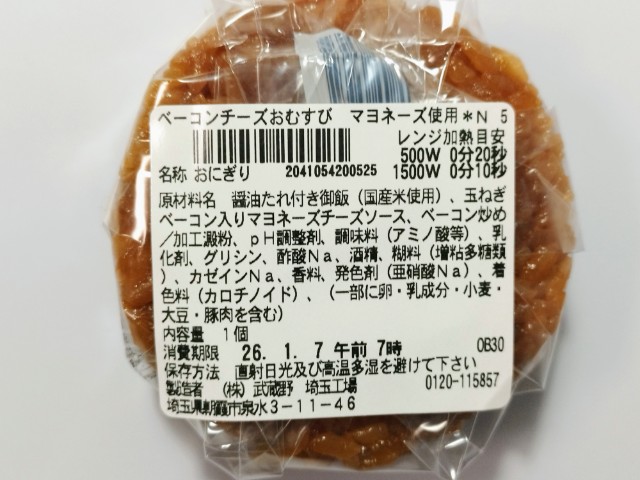 ベーコンチーズおむすび マヨネーズ使用*N 5
レンジ加熱目安
500W 0分20秒
名称 おにぎり 2041054200525 1500W 0分10秒
原材料名 醤油たれ付き御飯(国産米使用)、玉ねぎ
ベーコン入りマヨネーズチーズソース、ベーコン炒め
/加工澱粉、pH調整剤、調味料(アミノ酸等)、乳
化剤、グリシン、酢酸Na、酒精、糊料(増粘多糖類
)、カゼインNa、香料、発色剤(亜硝酸Na)、着
色料(カロチノイド)、(一部に卵・乳成分・小麦・
大豆・豚肉を含む)
内容量 1個
消費期限 26. 1. 7 午前 7時 0B30
保存方法 直射日光及び高温多湿を避けて下さい
製造者 (株)武蔵野 埼玉工場 0120-115857
埼玉県朝霞市泉水3-11-46